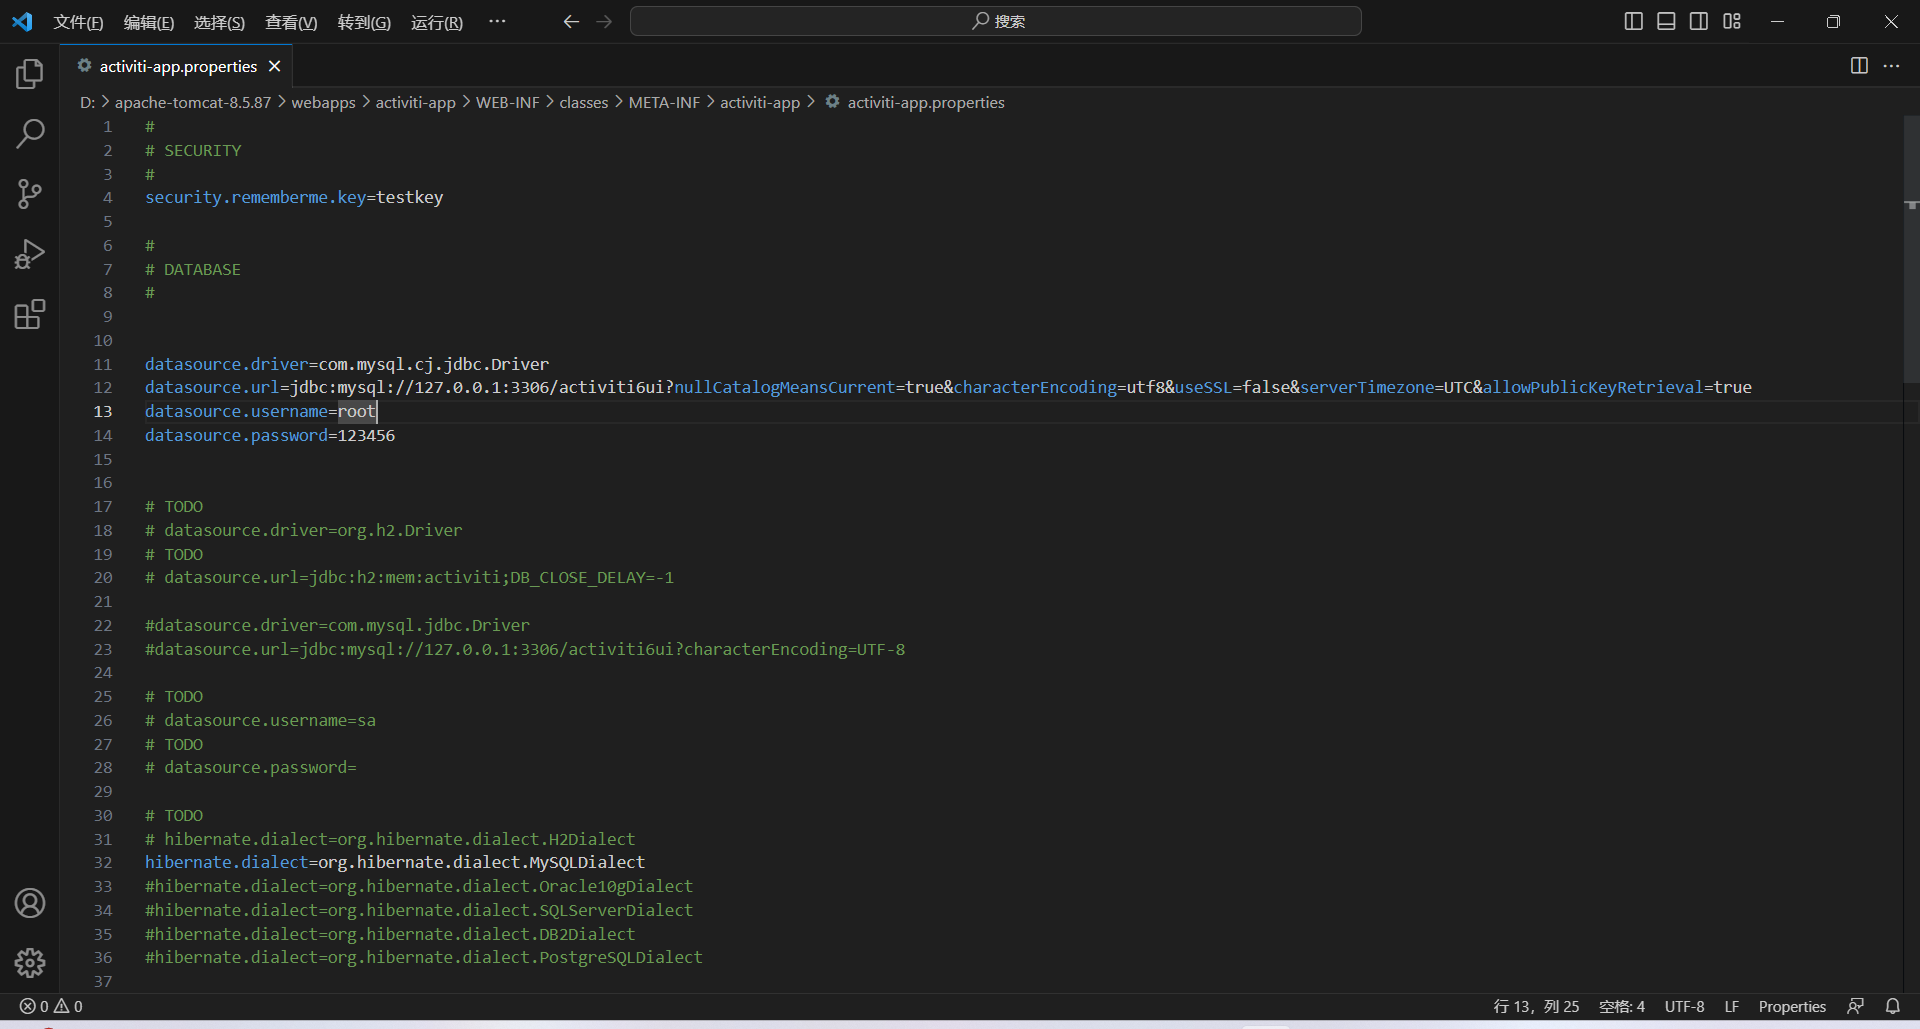 文件(F) 编辑(E) 选择(S) 查看(V) 转到(G) 运行(R) ··· 搜索
activiti-app.properties
D: > apache-tomcat-8.5.87 > webapps > activiti-app > WEB-INF > classes > META-INF > activiti-app > activiti-app.properties
1 #
2 # SECURITY
3 #
4 security.rememberme.key=testkey
5
6 #
7 # DATABASE
8 #
9
10
11 datasource.driver=com.mysql.cj.jdbc.Driver
12 datasource.url=jdbc:mysql://127.0.0.1:3306/activiti6ui?nullCatalogMeansCurrent=true&characterEncoding=utf8&useSSL=false&serverTimezone=UTC&allowPublicKeyRetrieval=true
13 datasource.username=root
14 datasource.password=123456
15
16
17 # TODO
18 # datasource.driver=org.h2.Driver
19 # TODO
20 # datasource.url=jdbc:h2:mem:activiti;DB_CLOSE_DELAY=-1
21
22 #datasource.driver=com.mysql.jdbc.Driver
23 #datasource.url=jdbc:mysql://127.0.0.1:3306/activiti6ui?characterEncoding=UTF-8
24
25 # TODO
26 # datasource.username=sa
27 # TODO
28 # datasource.password=
29
30 # TODO
31 # hibernate.dialect=org.hibernate.dialect.H2Dialect
32 hibernate.dialect=org.hibernate.dialect.MySQLDialect
33 #hibernate.dialect=org.hibernate.dialect.Oracle10gDialect
34 #hibernate.dialect=org.hibernate.dialect.SQLServerDialect
35 #hibernate.dialect=org.hibernate.dialect.DB2Dialect
36 #hibernate.dialect=org.hibernate.dialect.PostgreSQLDialect
37
0 0 行 13，列 25 空格: 4 UTF-8 LF Properties